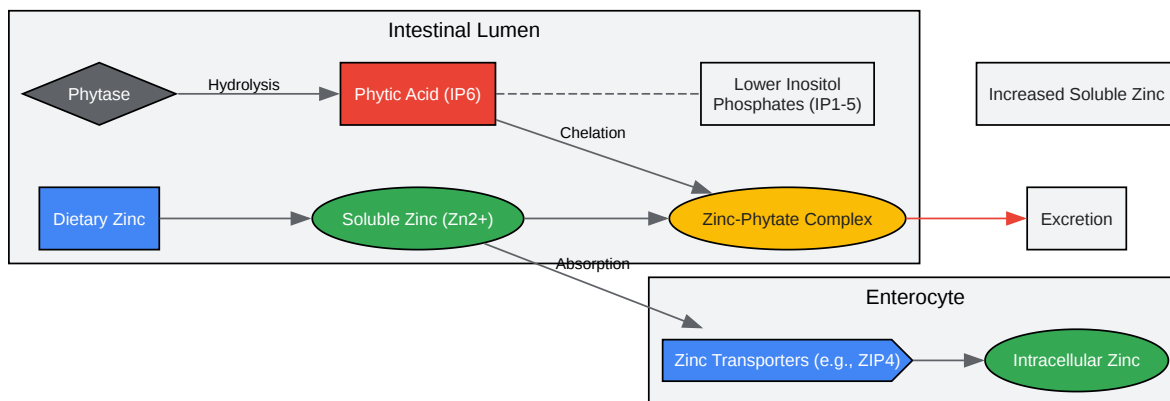 Intestinal Lumen
Phytase
Hydrolysis
Phytic Acid (IP6)
Lower Inositol
Phosphates (IP1-5)
Increased Soluble Zinc
Chelation
Dietary Zinc
Soluble Zinc (Zn2+)
Zinc-Phytate Complex
Excretion
Absorption
Enterocyte
Zinc Transporters (e.g., ZIP4)
Intracellular Zinc